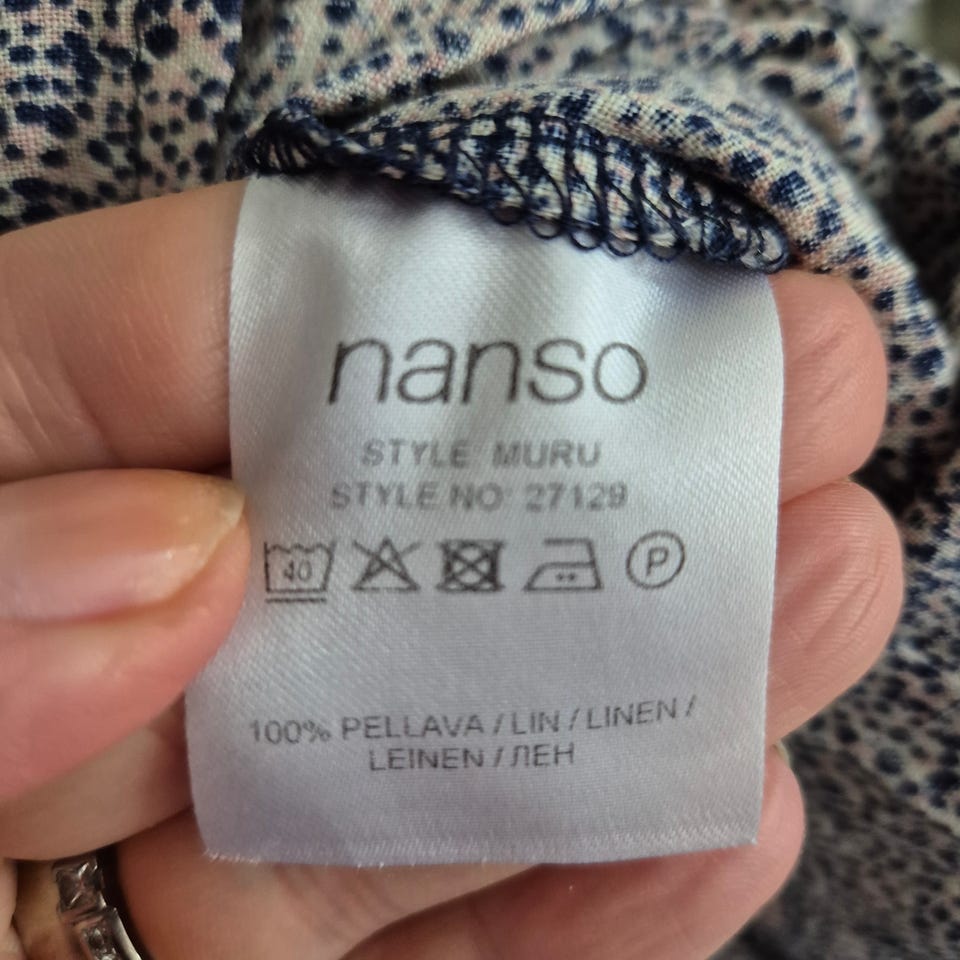 nanso
STYLE MURU
STYLE NO 27129
40 P
100% PELLAVA / LIN / LINEN /
LEINEN / ЛЕН